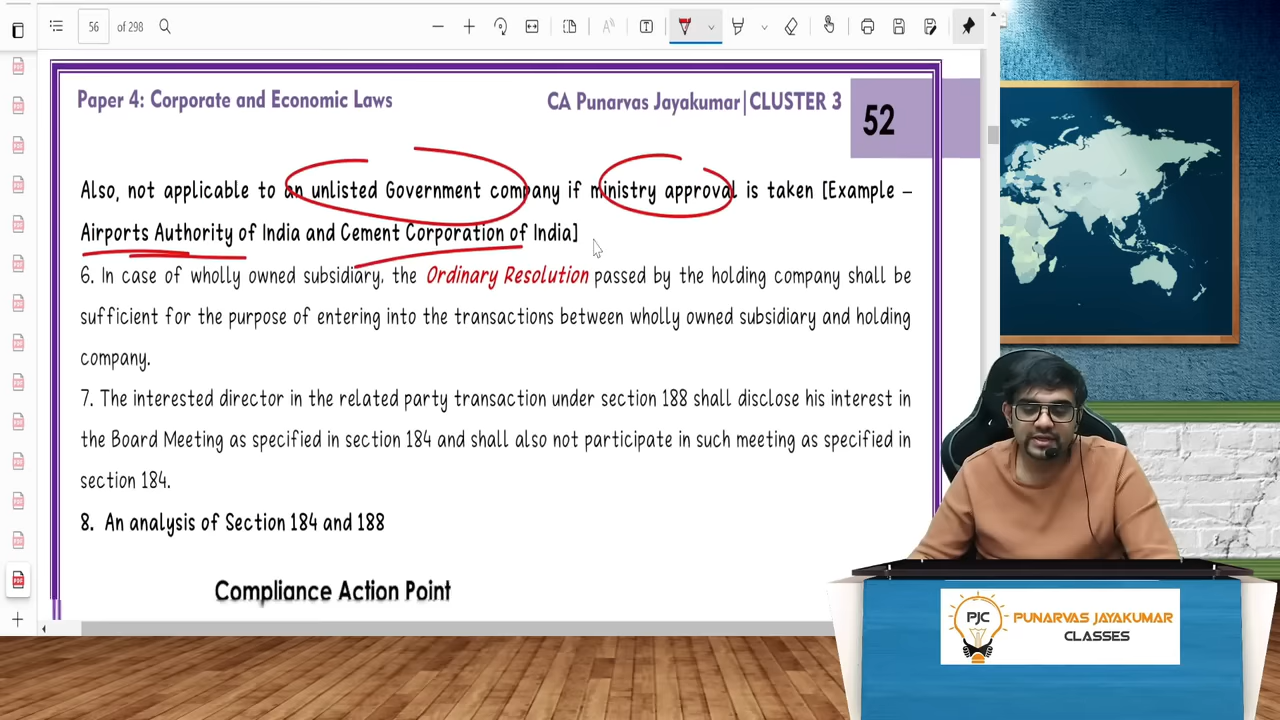 56 of 298
Paper 4: Corporate and Economic Laws
CA Punarvas Jayakumar|CLUSTER 3
52
Also, not applicable to an unlisted Government company if ministry approval is taken [Example –
Airports Authority of India and Cement Corporation of India]
6. In case of wholly owned subsidiary, the Ordinary Resolution passed by the holding company shall be
sufficient for the purpose of entering into the transactions between wholly owned subsidiary and holding
company.
7. The interested director in the related party transaction under section 188 shall disclose his interest in
the Board Meeting as specified in section 184 and shall also not participate in such meeting as specified in
section 184.
8. An analysis of Section 184 and 188
Compliance Action Point
PJC
PUNARVAS JAYAKUMAR
CLASSES